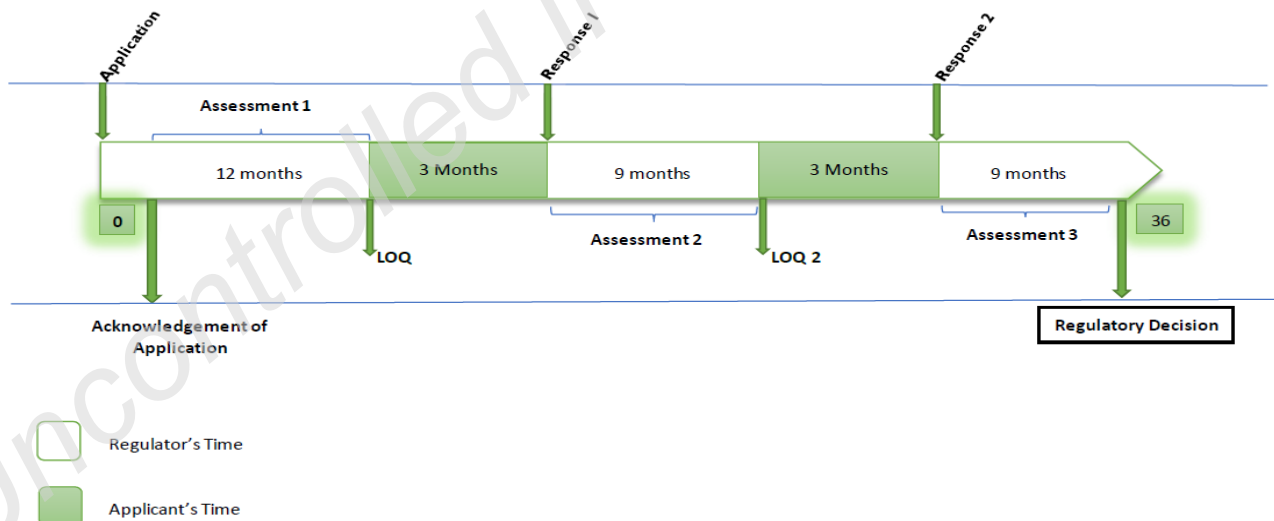 Application
Response 1
Response 2
Assessment 1
12 months
3 Months
9 months
3 Months
9 months
0
36
Assessment 2
Assessment 3
LOQ
LOQ 2
Acknowledgement of
Application
Regulatory Decision
Regulator's Time
Applicant's Time
uncontrolled